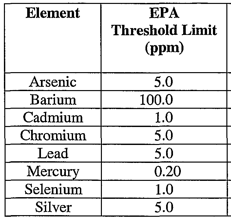 Element EPA
Threshold Limit
(ppm)
Arsenic 5.0
Barium 100.0
Cadmium 1.0
Chromium 5.0
Lead 5.0
Mercury 0.20
Selenium 1.0
Silver 5.0